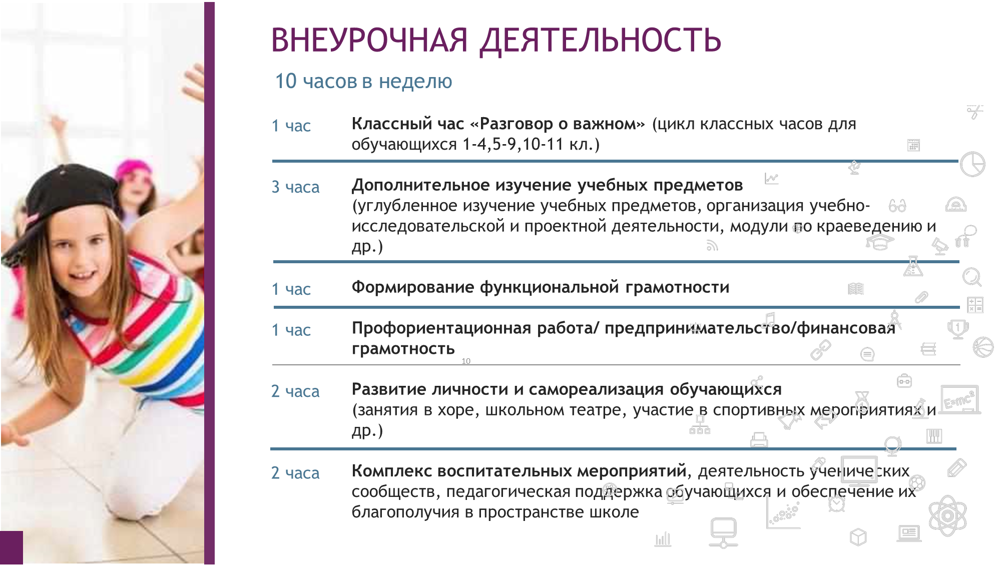 ВНЕУРОЧНАЯ ДЕЯТЕЛЬНОСТЬ
10 часов в неделю
1 час
Классный час «Разговор о важном» (цикл классных часов для
обучающихся 1-4,5-9,10-11 кл.)
3 часа
Дополнительное изучение учебных предметов
(углубленное изучение учебных предметов, организация учебно-
исследовательской и проектной деятельности, модули по краеведению и
др.)
1 час
Формирование функциональной грамотности
1 час
Профориентационная работа/ предпринимательство/финансовая
грамотность
10
2 часа
Развитие личности и самореализация обучающихся
(занятия в хоре, школьном театре, участие в спортивных мероприятиях и
др.)
E=mc²
2 часа
Комплекс воспитательных мероприятий, деятельность ученических
сообществ, педагогическая поддержка обучающихся и обеспечение их
благополучия в пространстве школе